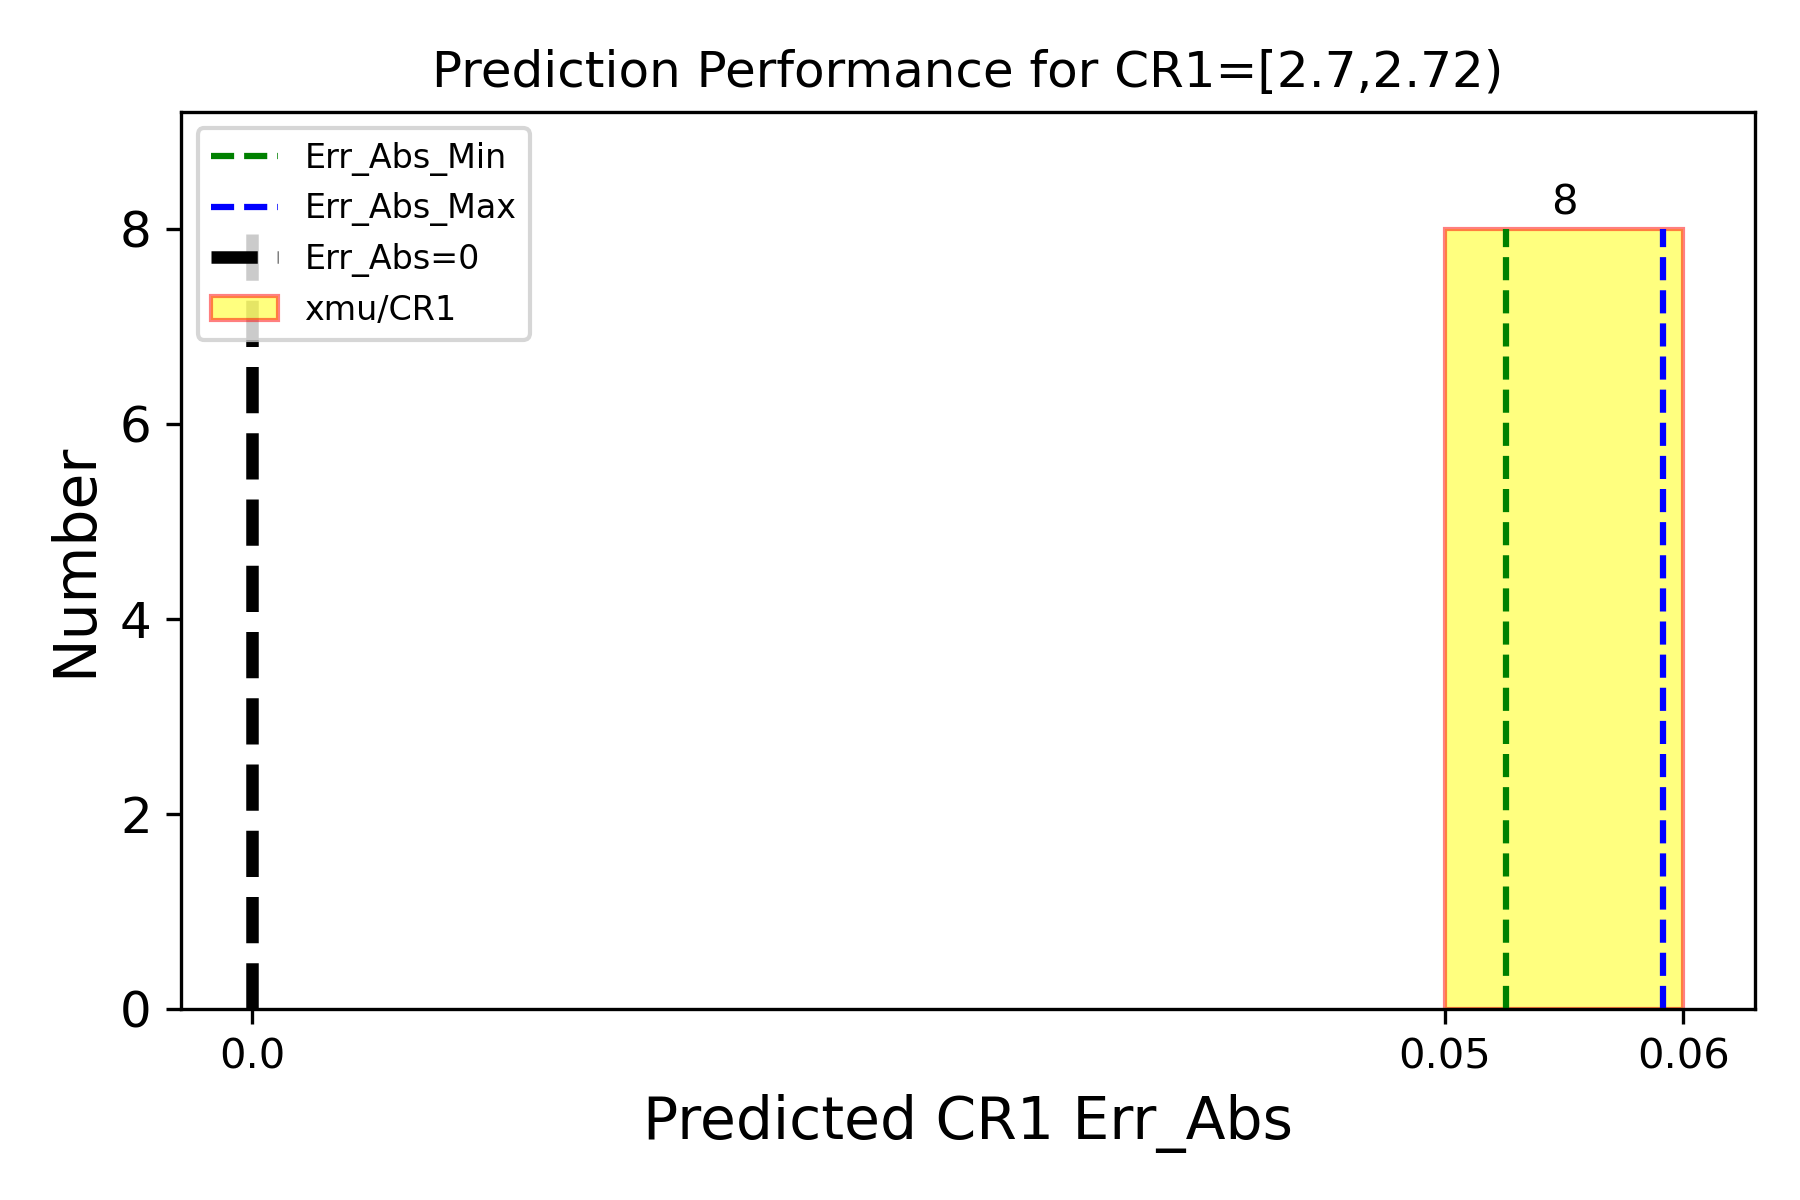 Prediction Performance for CR1=[2.7,2.72)
Err_Abs_Min
Err_Abs_Max
Err_Abs=0
xmu/CR1
8
8
6
4
2
0
Number
0.0
0.05
0.06
Predicted CR1 Err_Abs